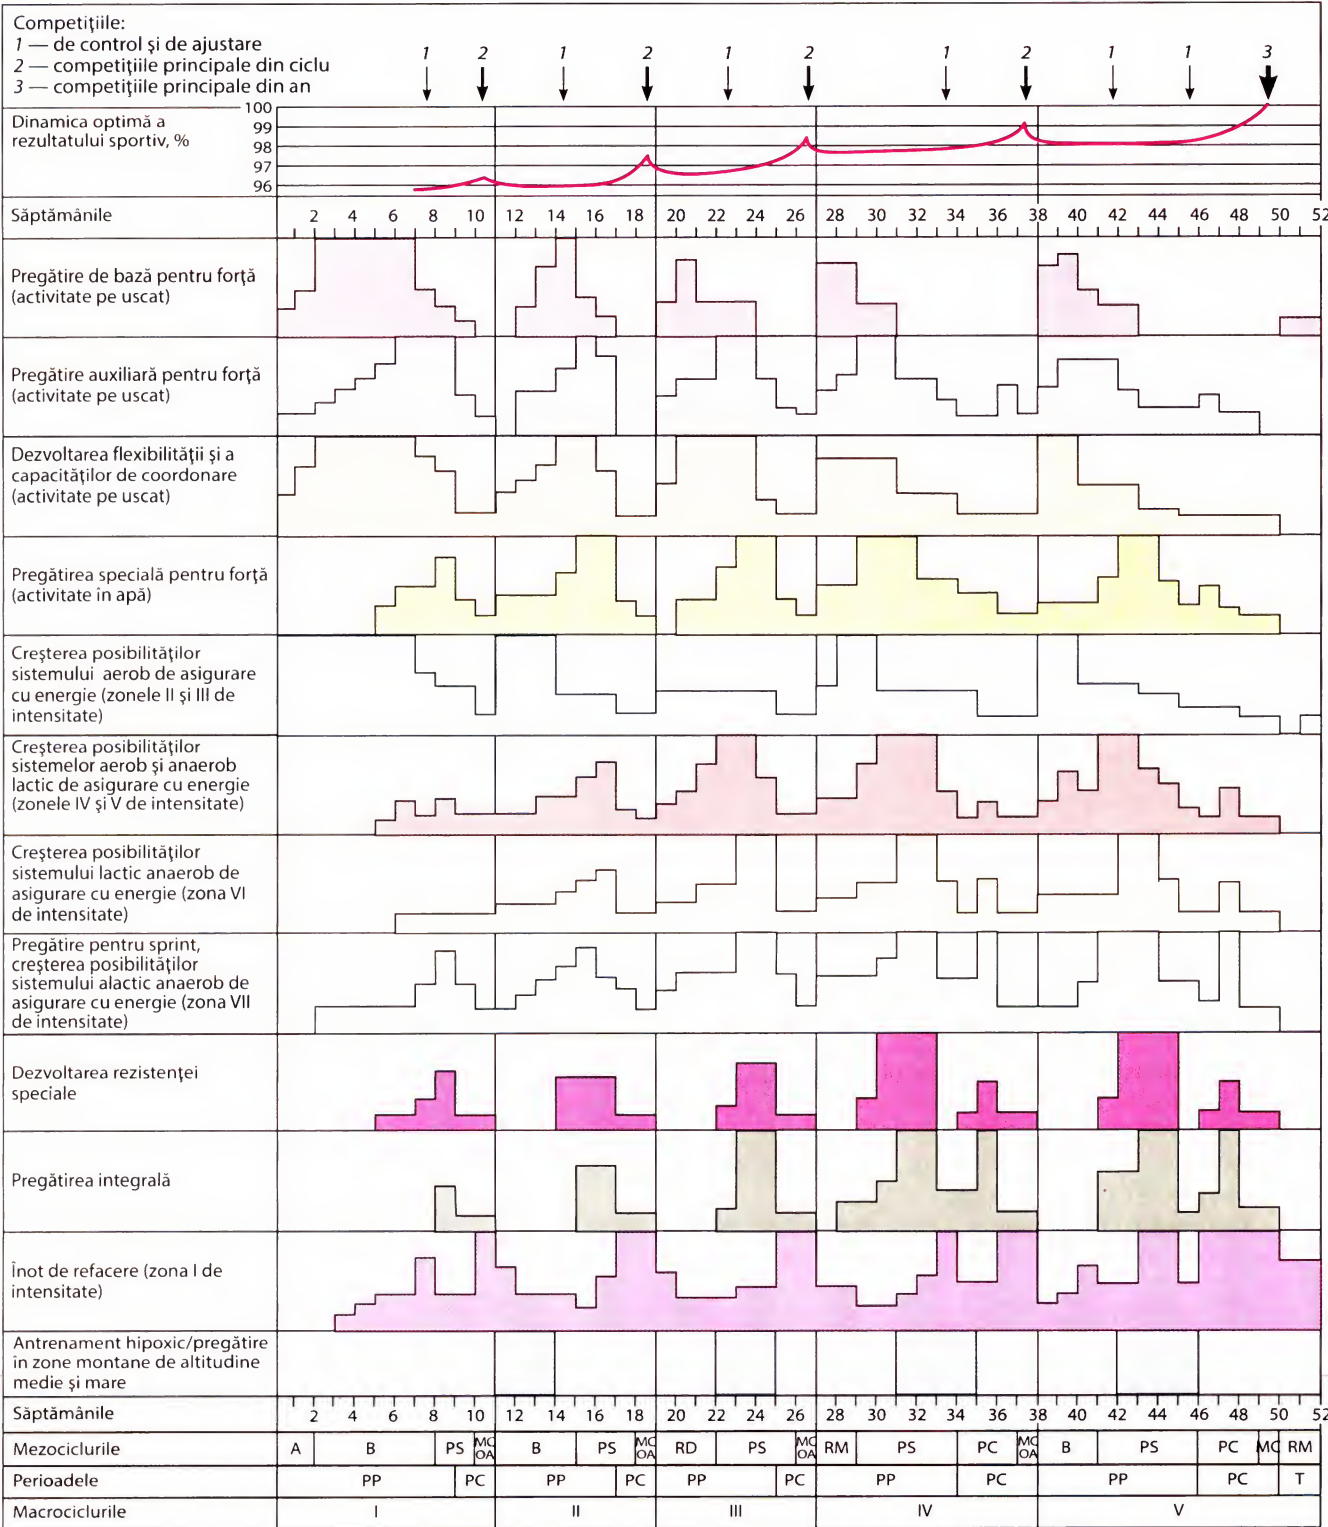 Competițiile:
1 — de control și de ajustare
2 — competițiile principale din ciclu
3 — competițiile principale din an
1 2 1 2 1 2 1 2 1 1 3
Dinamica optimă a
rezultatului sportiv, %
100
99
98
97
96
Săptămânile 2 4 6 8 10 12 14 16 18 20 22 24 26 28 30 32 34 36 38 40 42 44 46 48 50 52
Pregătire de bază pentru forță
(activitate pe uscat)
Pregătire auxiliară pentru forță
(activitate pe uscat)
Dezvoltarea flexibilității și a
capacităților de coordonare
(activitate pe uscat)
Pregătirea specială pentru forță
(activitate în apă)
Creșterea posibilităților
sistemului aerob de asigurare
cu energie (zonele II și III de
intensitate)
Creșterea posibilităților
sistemelor aerob și anaerob
lactic de asigurare cu energie
(zonele IV și V de intensitate)
Creșterea posibilităților
sistemului lactic anaerob de
asigurare cu energie (zona VI
de intensitate)
Pregătire pentru sprint,
creșterea posibilităților
sistemului alactic anaerob de
asigurare cu energie (zona VII
de intensitate)
Dezvoltarea rezistenței
speciale
Pregătirea integrală
Înot de refacere (zona I de
intensitate)
Antrenament hipoxic/pregătire
în zone montane de altitudine
medie și mare
Săptămânile 2 4 6 8 10 12 14 16 18 20 22 24 26 28 30 32 34 36 38 40 42 44 46 48 50 52
Mezociclurile A B PS MC OA B PS MC OA RD PS MC OA RM PS PC MC OA B PS PC MC RM
Perioadele PP PC PP PC PP PC PP PC PP PC T
Macrociclurile I II III IV V